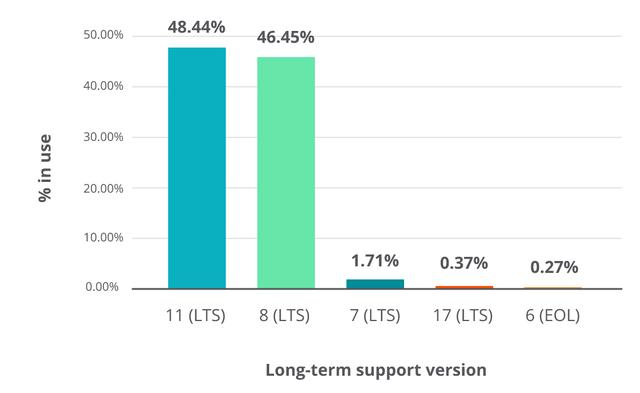 48.44%
46.45%
1.71%
0.37%
0.27%
50.00%
40.00%
30.00%
20.00%
10.00%
0.00%
% in use
11 (LTS)
8 (LTS)
7 (LTS)
17 (LTS)
6 (EOL)
Long-term support version